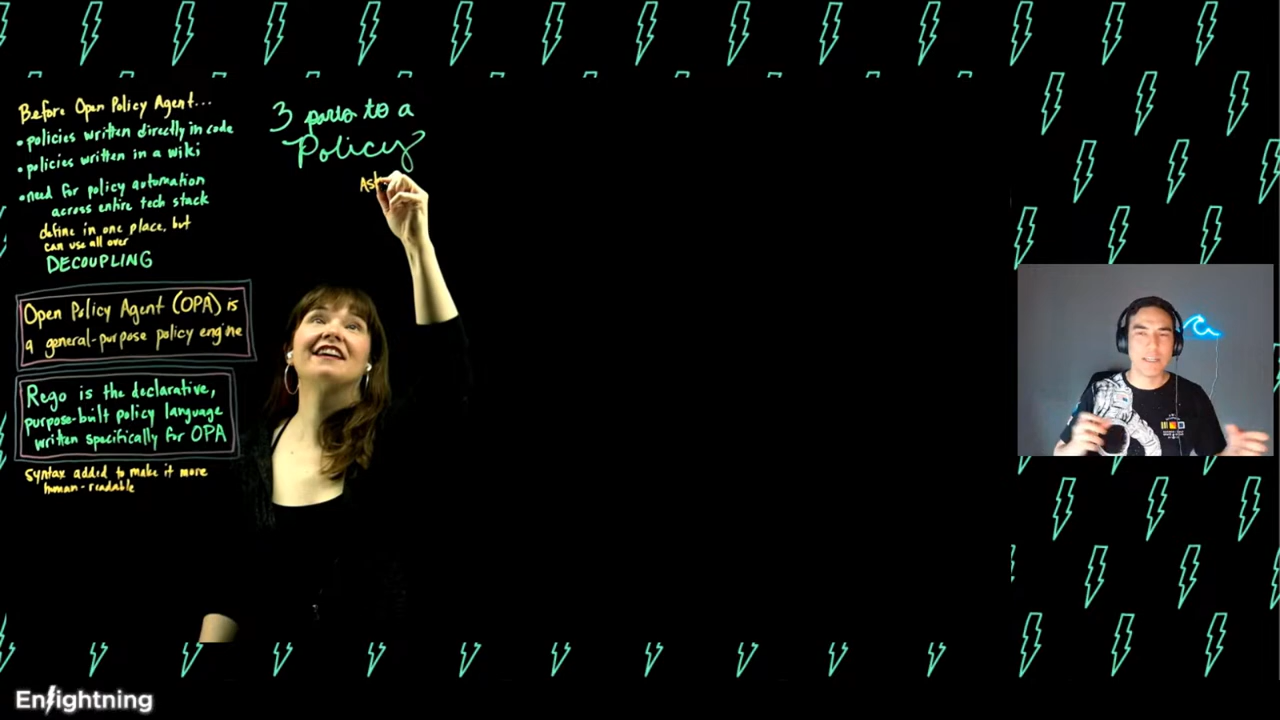 Before Open Policy Agent...
• policies written directly in code
• policies written in a wiki
• need for policy automation
across entire tech stack
define in one place, but
can use all over
DECOUPLING
Open Policy Agent (OPA) is
a general-purpose policy engine
Rego is the declarative,
purpose-built policy language
written specifically for OPA
Syntax added to make it more
human-readable
3 parts to a
Policy
Enlightning